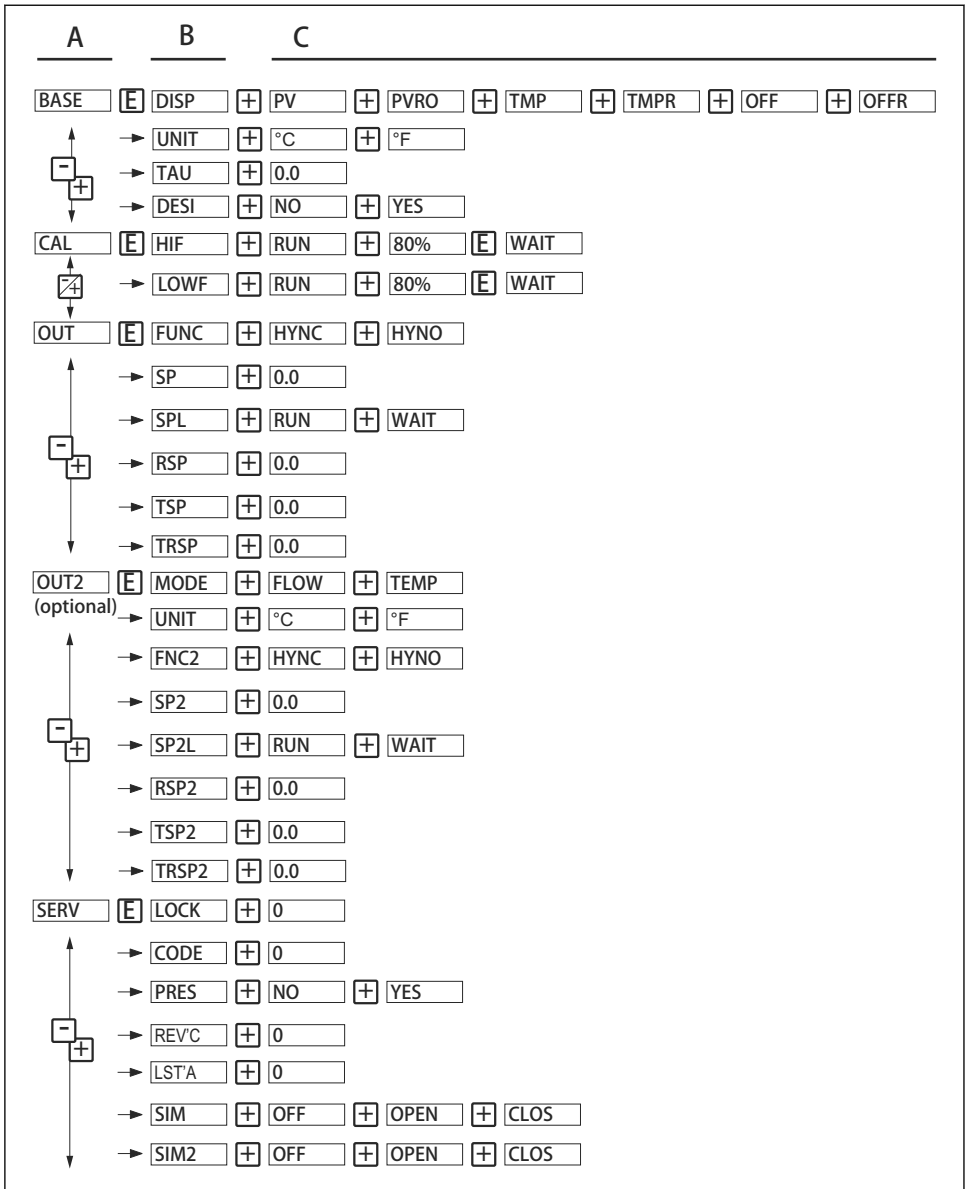 A B C
BASE E DISP + PV + PVRO + TMP + TMPR + OFF + OFFR
UNIT + °C + °F
- +
TAU + 0.0
DESI + NO + YES
CAL E HIF + RUN + 80% E WAIT
-/+
LOWF + RUN + 80% E WAIT
OUT E FUNC + HYNC + HYNO
SP + 0.0
SPL + RUN + WAIT
- +
RSP + 0.0
TSP + 0.0
TRSP + 0.0
OUT2 E MODE + FLOW + TEMP
(optional)
UNIT + °C + °F
FNC2 + HYNC + HYNO
SP2 + 0.0
- +
SP2L + RUN + WAIT
RSP2 + 0.0
TSP2 + 0.0
TRSP2 + 0.0
SERV E LOCK + 0
CODE + 0
PRES + NO + YES
- +
REV'C + 0
LST'A + 0
SIM + OFF + OPEN + CLOS
SIM2 + OFF + OPEN + CLOS